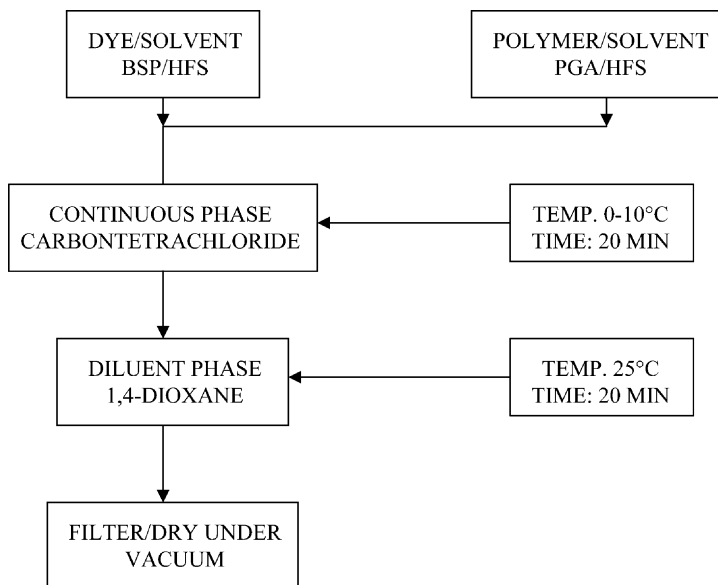 DYE/SOLVENT
BSP/HFS
POLYMER/SOLVENT
PGA/HFS
CONTINUOUS PHASE
CARBONTETRACHLORIDE
TEMP. 0-10°C
TIME: 20 MIN
DILUENT PHASE
1,4-DIOXANE
TEMP. 25°C
TIME: 20 MIN
FILTER/DRY UNDER
VACUUM